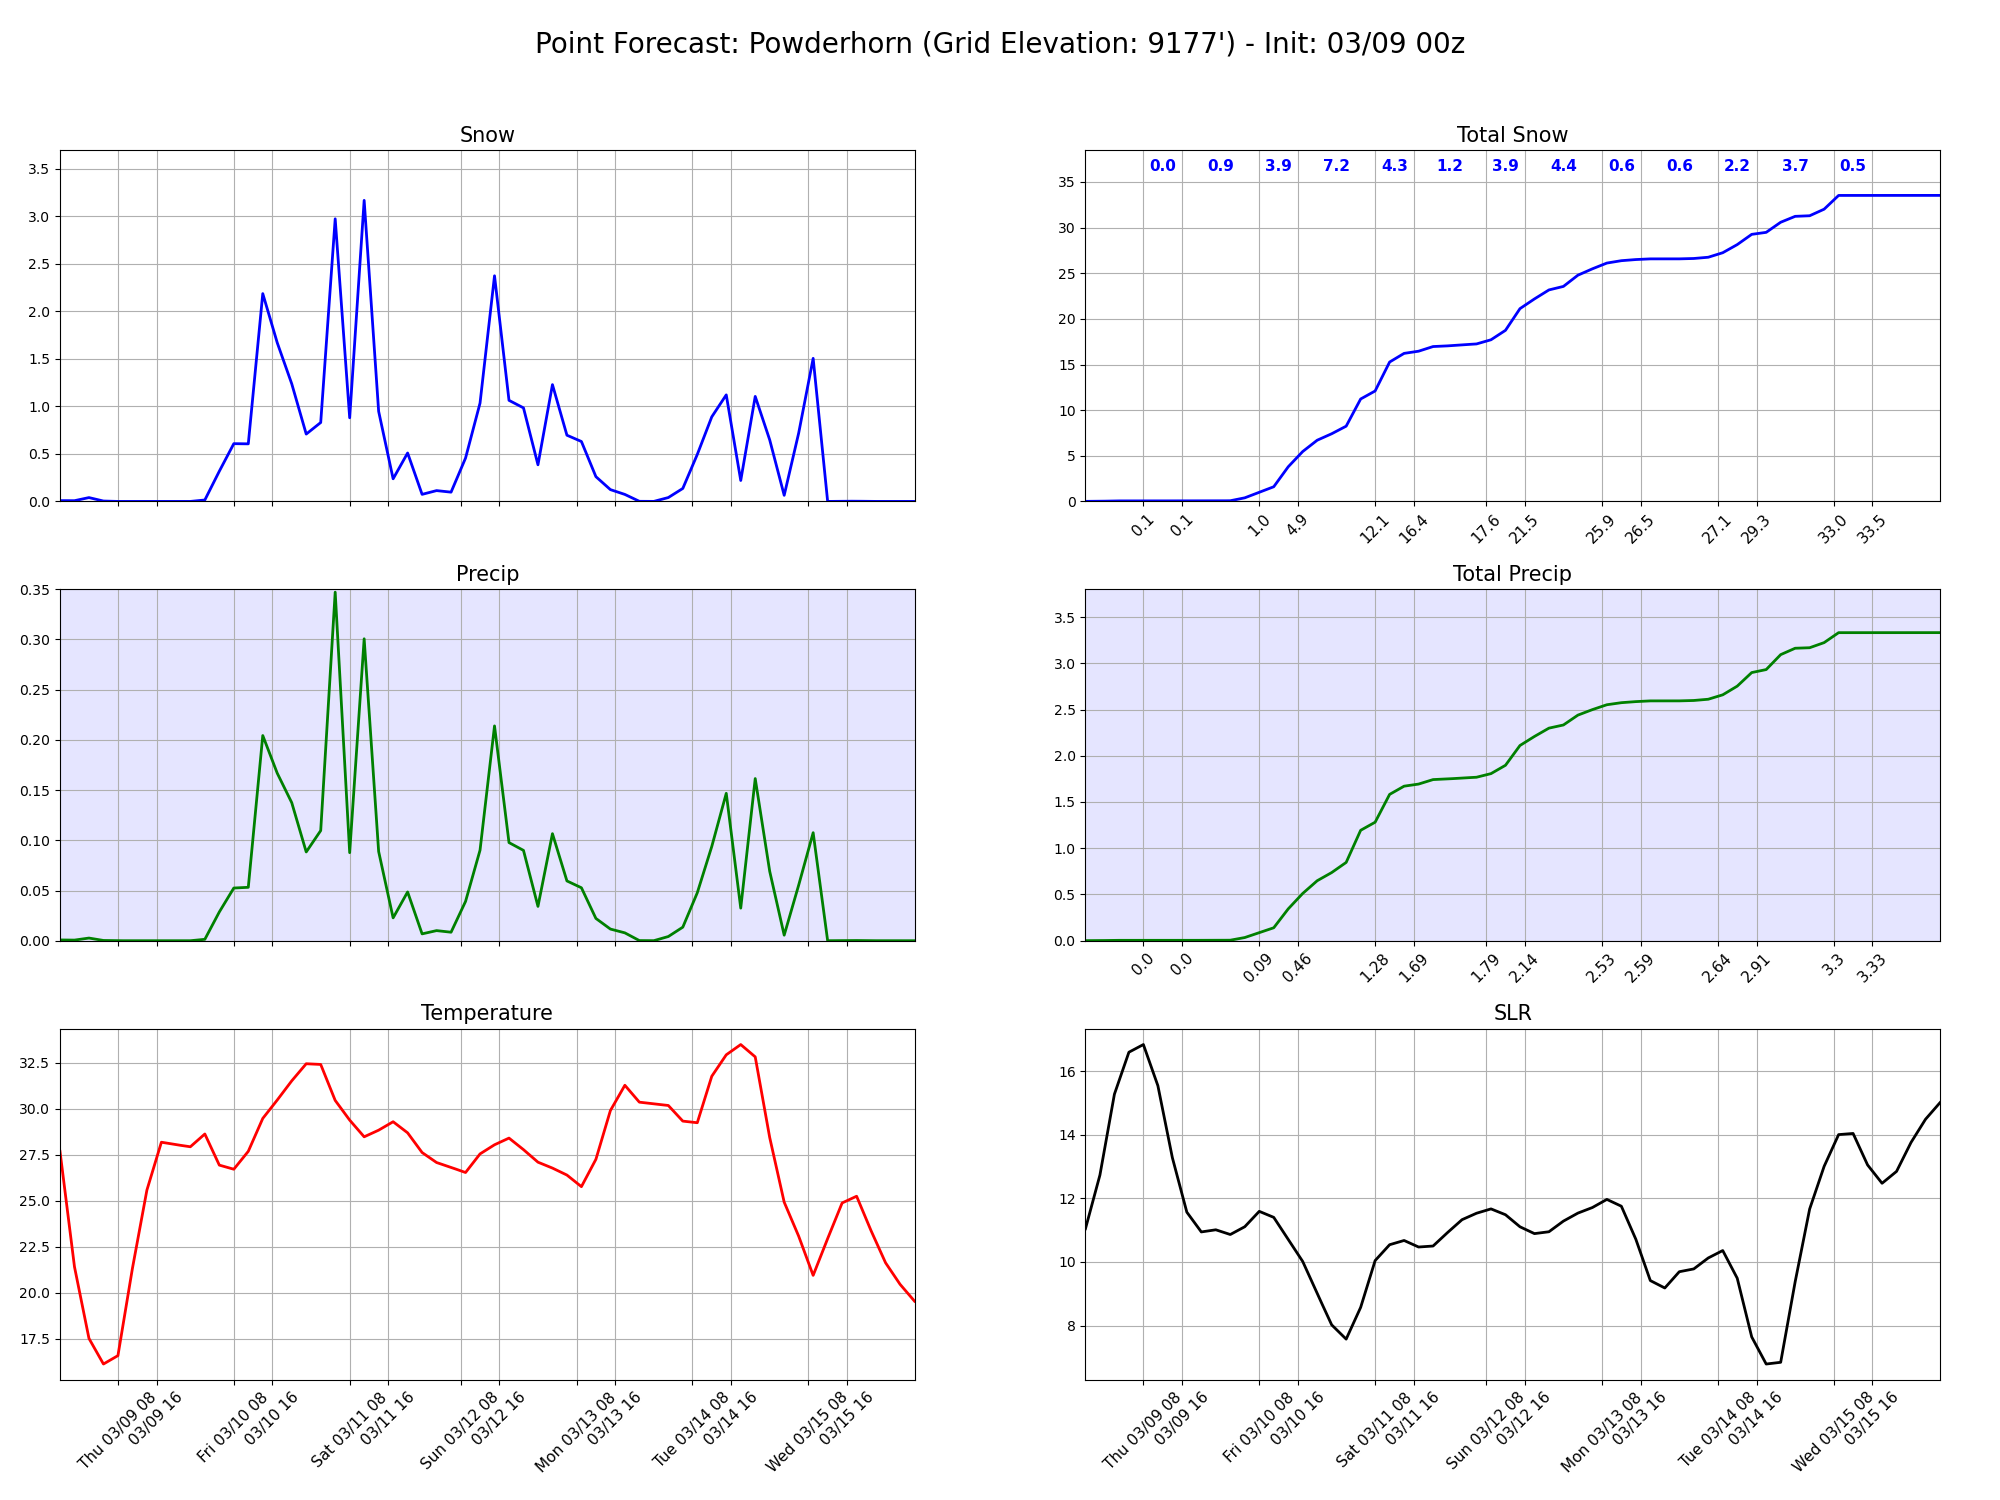 Point Forecast: Powderhorn (Grid Elevation: 9177') - Init: 03/09 00z
Snow
3.5
3.0
2.5
2.0
1.5
1.0
0.5
0.0
Total Snow
0.0 0.9 3.9 7.2 4.3 1.2 3.9 4.4 0.6 0.6 2.2 3.7 0.5
35
30
25
20
15
10
5
0
0.1 0.1 1.0 4.9 12.1 16.4 17.6 21.5 25.9 26.5 27.1 29.3 33.0 33.5
Precip
0.35
0.30
0.25
0.20
0.15
0.10
0.05
0.00
Total Precip
3.5
3.0
2.5
2.0
1.5
1.0
0.5
0.0
0.0 0.0 0.09 0.46 1.28 1.69 1.79 2.14 2.53 2.59 2.64 2.91 3.3 3.33
Temperature
32.5
30.0
27.5
25.0
22.5
20.0
17.5
Thu 03/09 08
03/09 16
Fri 03/10 08
03/10 16
Sat 03/11 08
03/11 16
Sun 03/12 08
03/12 16
Mon 03/13 08
03/13 16
Tue 03/14 08
03/14 16
Wed 03/15 08
03/15 16
SLR
16
14
12
10
8
Thu 03/09 08
03/09 16
Fri 03/10 08
03/10 16
Sat 03/11 08
03/11 16
Sun 03/12 08
03/12 16
Mon 03/13 08
03/13 16
Tue 03/14 08
03/14 16
Wed 03/15 08
03/15 16